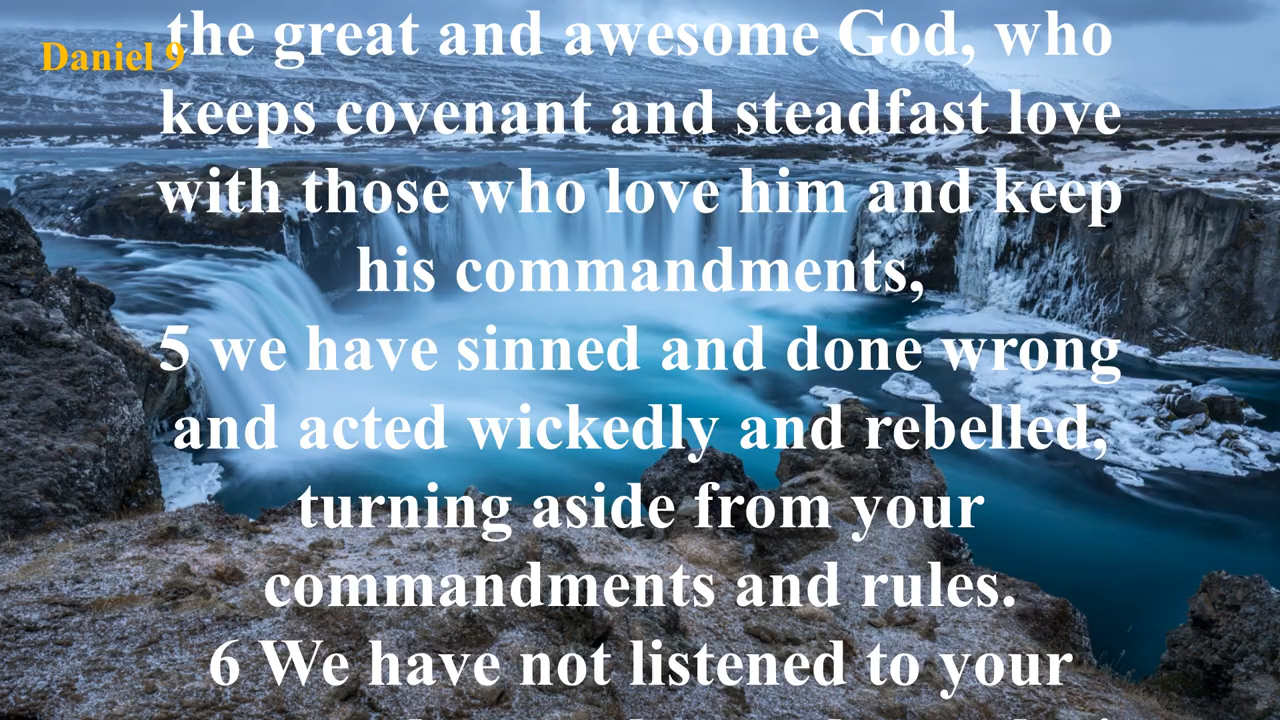 Daniel 9
the great and awesome God, who
keeps covenant and steadfast love
with those who love him and keep
his commandments,
5 we have sinned and done wrong
and acted wickedly and rebelled,
turning aside from your
commandments and rules.
6 We have not listened to your